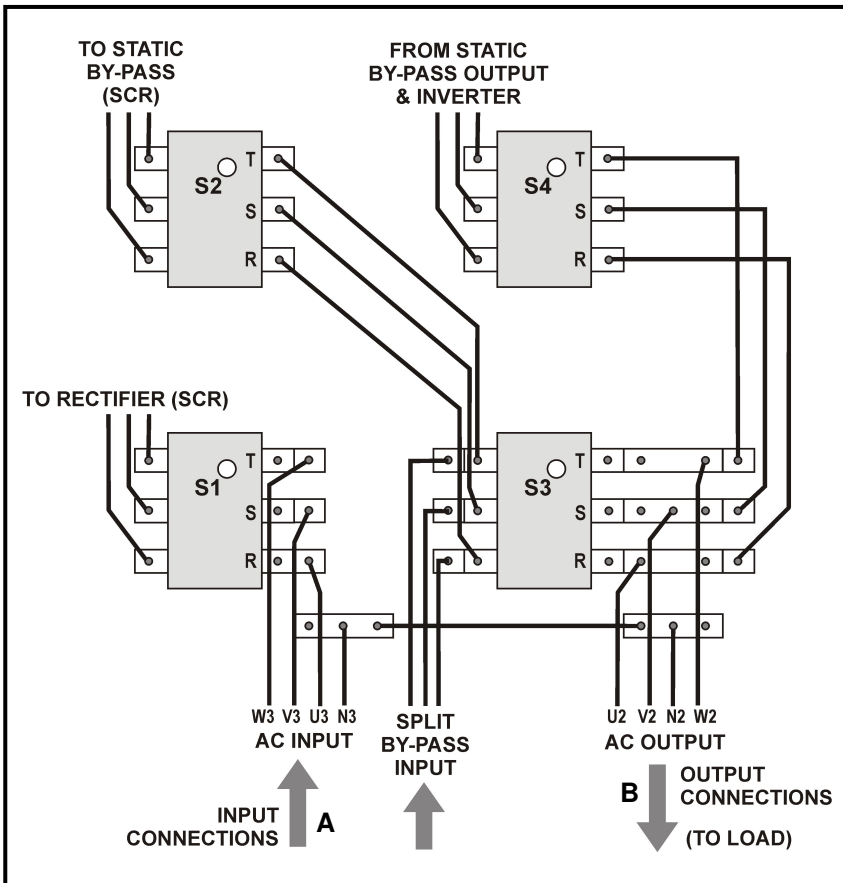 TO STATIC
BY-PASS
(SCR)
FROM STATIC
BY-PASS OUTPUT
& INVERTER
S2
T
S
R
S4
T
S
R
TO RECTIFIER (SCR)
S1
T
S
R
S3
T
S
R
W3 V3 U3 N3
AC INPUT
SPLIT
BY-PASS
INPUT
U2 V2 N2 W2
AC OUTPUT
INPUT
CONNECTIONS
A
B
OUTPUT
CONNECTIONS
(TO LOAD)